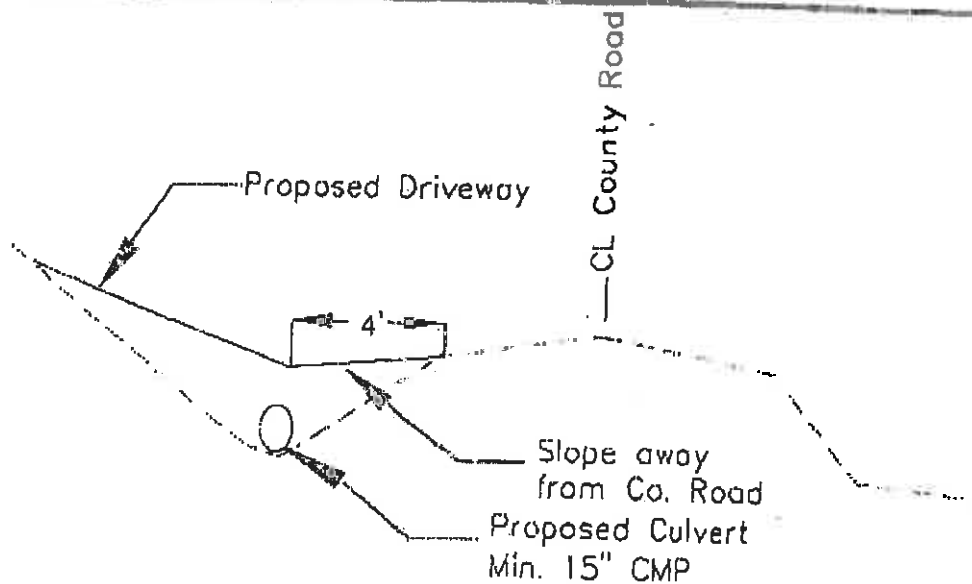 CL County Road
Proposed Driveway
4'
Slope away
from Co. Road
Proposed Culvert
Min. 15" CMP